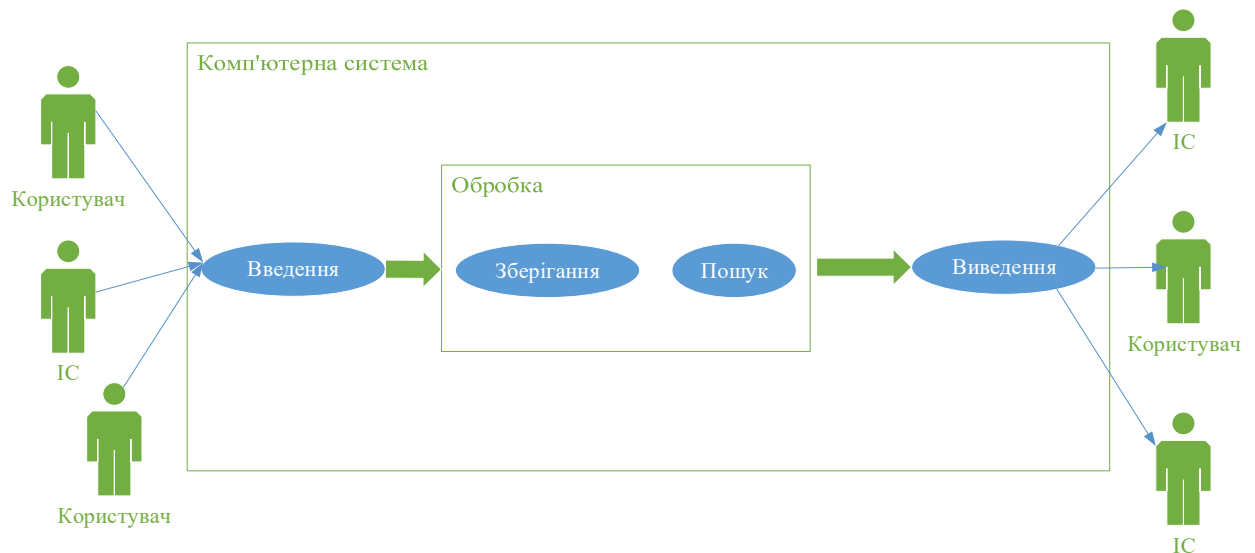 Комп'ютерна система
Користувач
ІС
Користувач
Введення
Обробка
Зберігання
Пошук
Виведення
ІС
Користувач
ІС